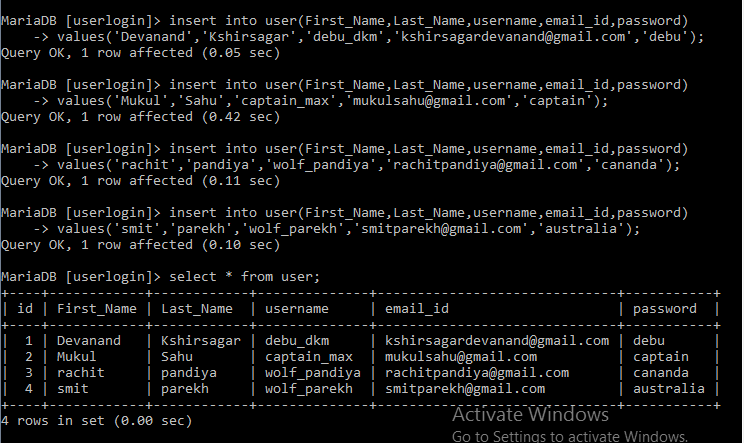 MariaDB [userlogin]> insert into user(First_Name,Last_Name,username,email_id,password)
    -> values('Devanand','Kshirsagar','debu_dkm','kshirsagardevanand@gmail.com','debu');
Query OK, 1 row affected (0.05 sec)

MariaDB [userlogin]> insert into user(First_Name,Last_Name,username,email_id,password)
    -> values('Mukul','Sahu','captain_max','mukulsahu@gmail.com','captain');
Query OK, 1 row affected (0.42 sec)

MariaDB [userlogin]> insert into user(First_Name,Last_Name,username,email_id,password)
    -> values('rachit','pandiya','wolf_pandiya','rachitpandiya@gmail.com','cananda');
Query OK, 1 row affected (0.11 sec)

MariaDB [userlogin]> insert into user(First_Name,Last_Name,username,email_id,password)
    -> values('smit','parekh','wolf_parekh','smitparekh@gmail.com','australia');
Query OK, 1 row affected (0.10 sec)

MariaDB [userlogin]> select * from user;
+----+------------+------------+--------------+------------------------------+-----------+
| id | First_Name | Last_Name  | username     | email_id                     | password  |
+----+------------+------------+--------------+------------------------------+-----------+
|  1 | Devanand   | Kshirsagar | debu_dkm     | kshirsagardevanand@gmail.com | debu      |
|  2 | Mukul      | Sahu       | captain_max  | mukulsahu@gmail.com          | captain   |
|  3 | rachit     | pandiya    | wolf_pandiya | rachitpandiya@gmail.com      | cananda   |
|  4 | smit       | parekh     | wolf_parekh  | smitparekh@gmail.com         | australia |
+----+------------+------------+--------------+------------------------------+-----------+
4 rows in set (0.00 sec)
Activate Windows
Go to Settings to activate Windows.